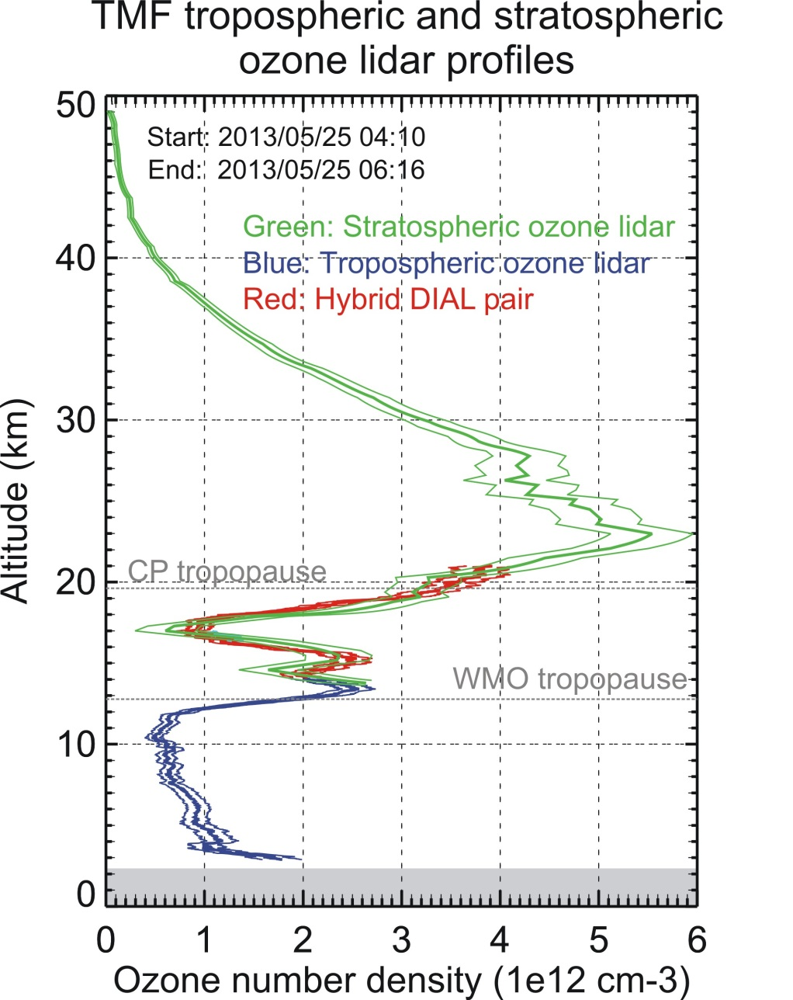 TMF tropospheric and stratospheric
ozone lidar profiles
50
Start: 2013/05/25 04:10
End: 2013/05/25 06:16
Green: Stratospheric ozone lidar
40
Blue: Tropospheric ozone lidar
Red: Hybrid DIAL pair
30
Altitude (km)
CP tropopause
20
WMO tropopause
10
0
0 1 2 3 4 5 6
Ozone number density (1e12 cm-3)